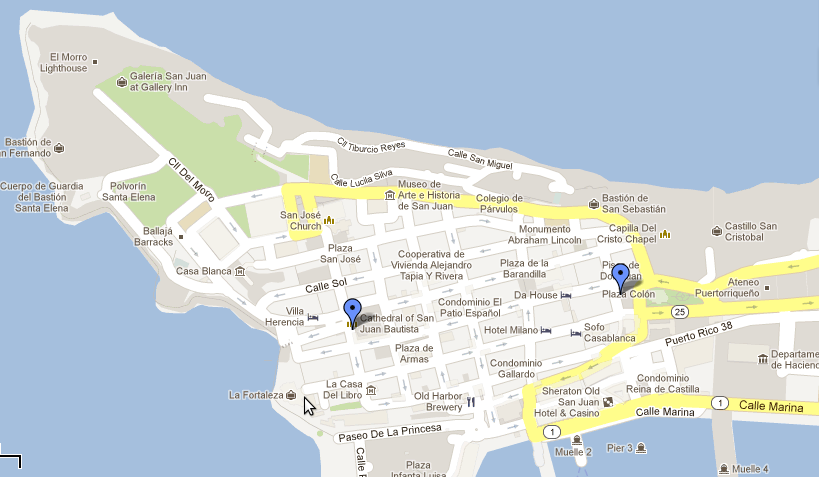 El Morro
Lighthouse
Galería San Juan
at Gallery Inn
Bastión de
n Fernando
Cll Tiburcio Reyes
Calle San Miguel
Cll Del Morro
Calle Lucila Silva
Cuerpo de Guardia
del Bastión
Santa Elena
Polvorín
Santa Elena
Museo de
Arte e Historia
de San Juan
Colegio de
Párvulos
Bastión de
San Sebastián
San José
Church
Ballajá
Barracks
Monumento
Abraham Lincoln
Capilla Del
Cristo Chapel
Castillo San
Cristobal
Plaza
San José
Casa Blanca
Cooperativa de
Vivienda Alejandro
Tapia Y Rivera
Plaza de la
Barandilla
Calle Sol
Da House
Plaza Colón
Ateneo
Puertorriqueño
Villa
Herencia
Cathedral of San
Juan Bautista
Condominio El
Patio Español
25
Hotel Milano
Sofo
Casablanca
Puerto Rico 38
Plaza de
Armas
Condominio
Gallardo
Departame
de Haciend
La Fortaleza
La Casa
Del Libro
Old Harbor
Brewery
Sheraton Old
San Juan
Hotel & Casino
Condominio
Reina de Castilla
1
Calle Marina
Calle Marina
1
Paseo De La Princesa
Muelle 2
Pier 3
Muelle 4
Plaza
Infanta Luisa